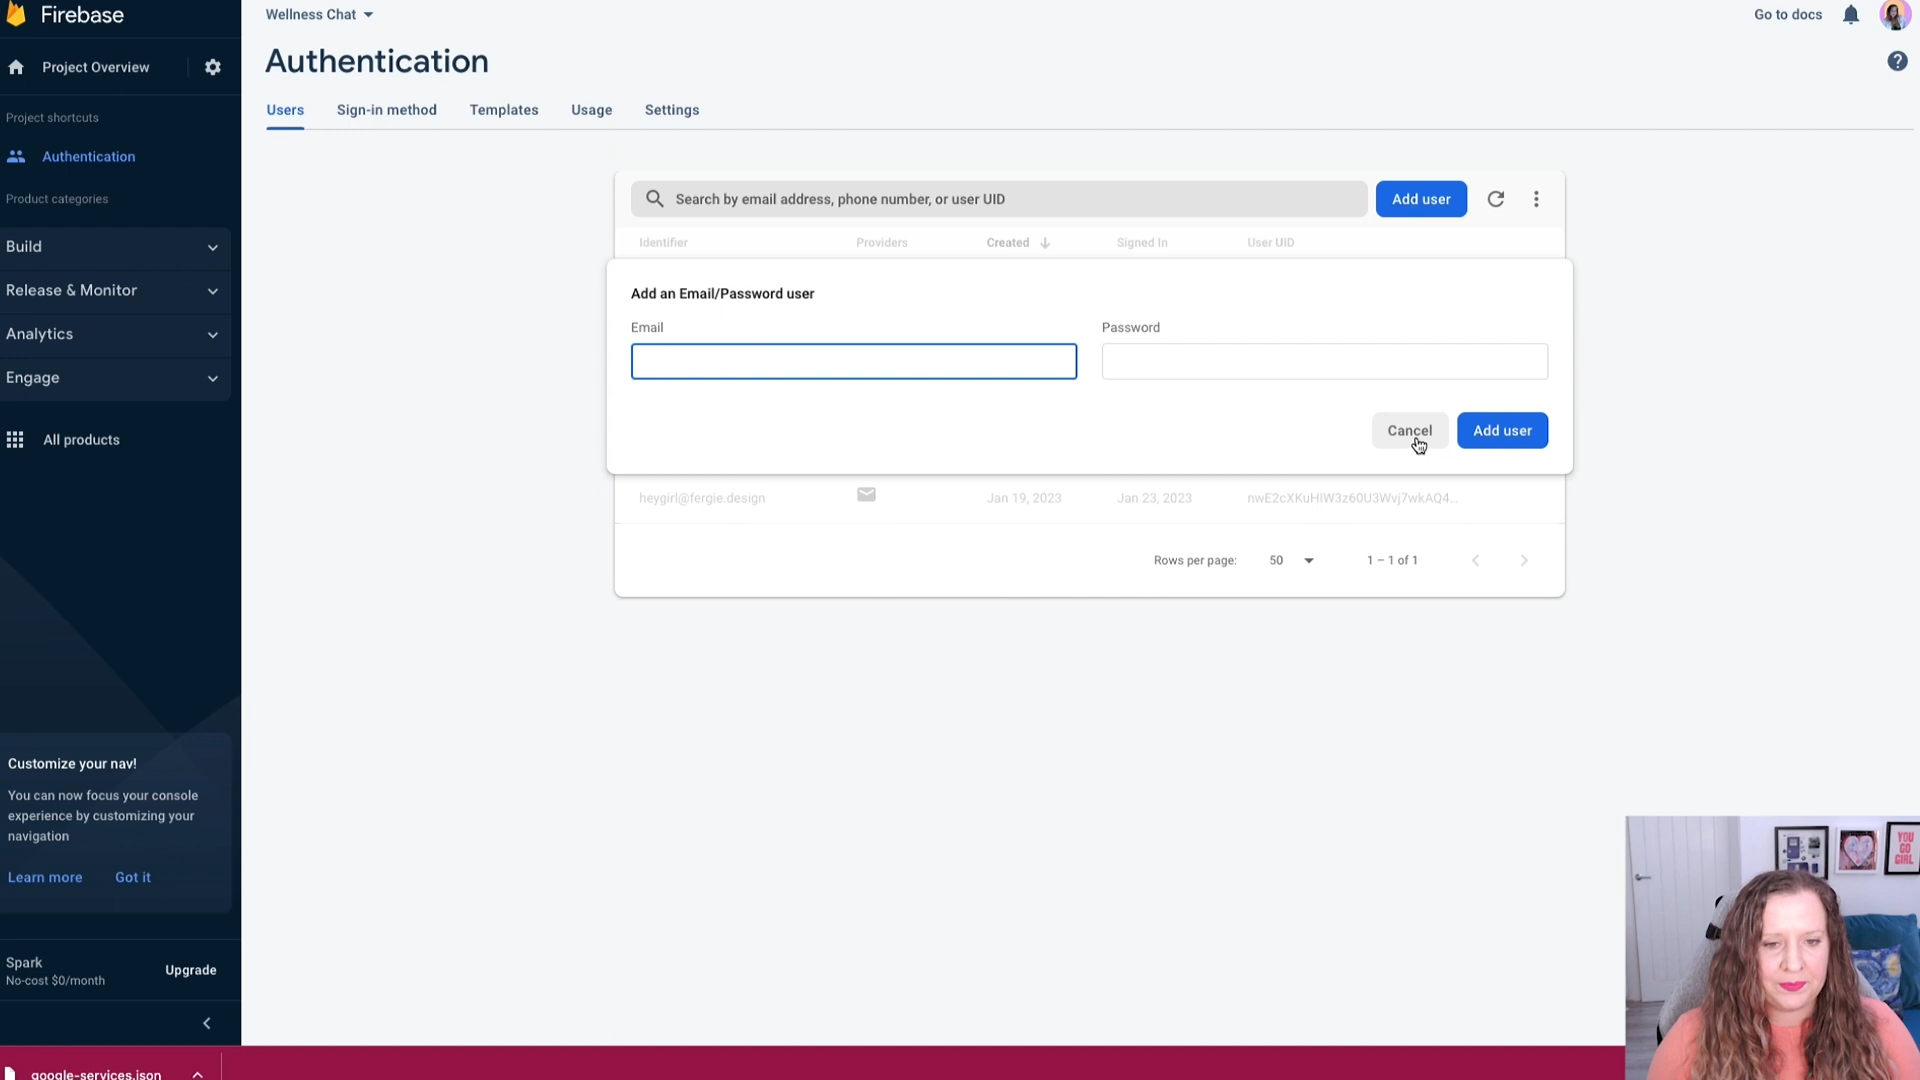 Firebase
Wellness Chat
Go to docs
Project Overview
Authentication
Users
Sign-in method
Templates
Usage
Settings
Project shortcuts
Authentication
Product categories
Build
Release & Monitor
Analytics
Engage
All products
Search by email address, phone number, or user UID
Add user
Identifier
Providers
Created
Signed In
User UID
Add an Email/Password user
Email
Password
Cancel
Add user
heygirl@fergie.design
Jan 19, 2023
Jan 23, 2023
nwE2cXKuHIW3z60U3Wvj7wkAQ4...
Rows per page:
50
1 – 1 of 1
Customize your nav!
You can now focus your console
experience by customizing your
navigation
Learn more
Got it
Spark
No-cost $0/month
Upgrade
google-services.json
YOU
GO
GIRL